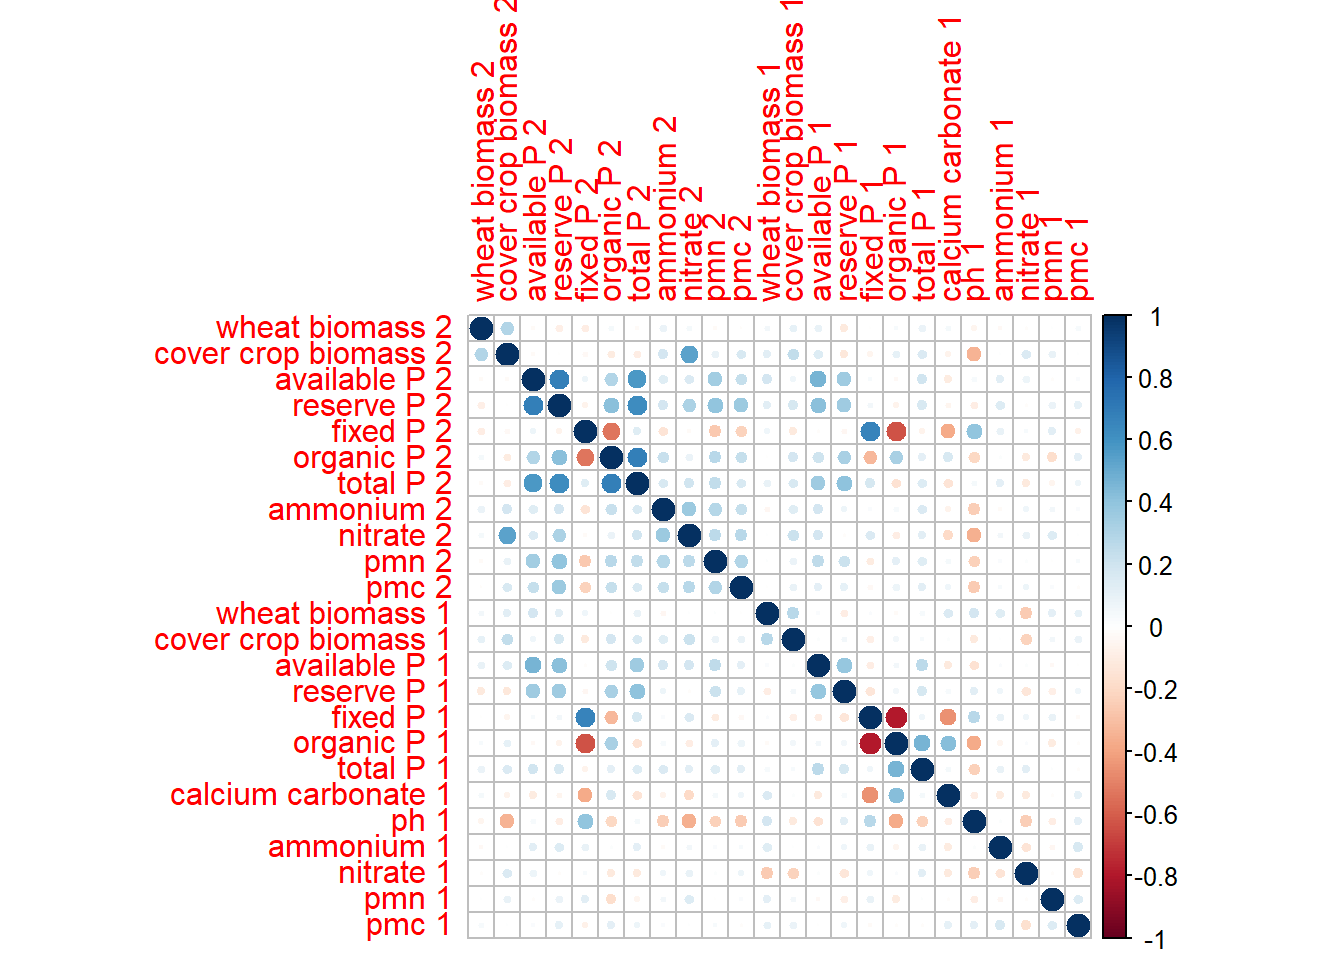 wheat biomass 2
cover crop biomass 2
available P 2
reserve P 2
fixed P 2
organic P 2
total P 2
ammonium 2
nitrate 2
pmn 2
pmc 2
wheat biomass 1
cover crop biomass 1
available P 1
reserve P 1
fixed P 1
organic P 1
total P 1
calcium carbonate 1
ph 1
ammonium 1
nitrate 1
pmn 1
pmc 1
wheat biomass 2
cover crop biomass 2
available P 2
reserve P 2
fixed P 2
organic P 2
total P 2
ammonium 2
nitrate 2
pmn 2
pmc 2
wheat biomass 1
cover crop biomass 1
available P 1
reserve P 1
fixed P 1
organic P 1
total P 1
calcium carbonate 1
ph 1
ammonium 1
nitrate 1
pmn 1
pmc 1
1
0.8
0.6
0.4
0.2
0
-0.2
-0.4
-0.6
-0.8
-1